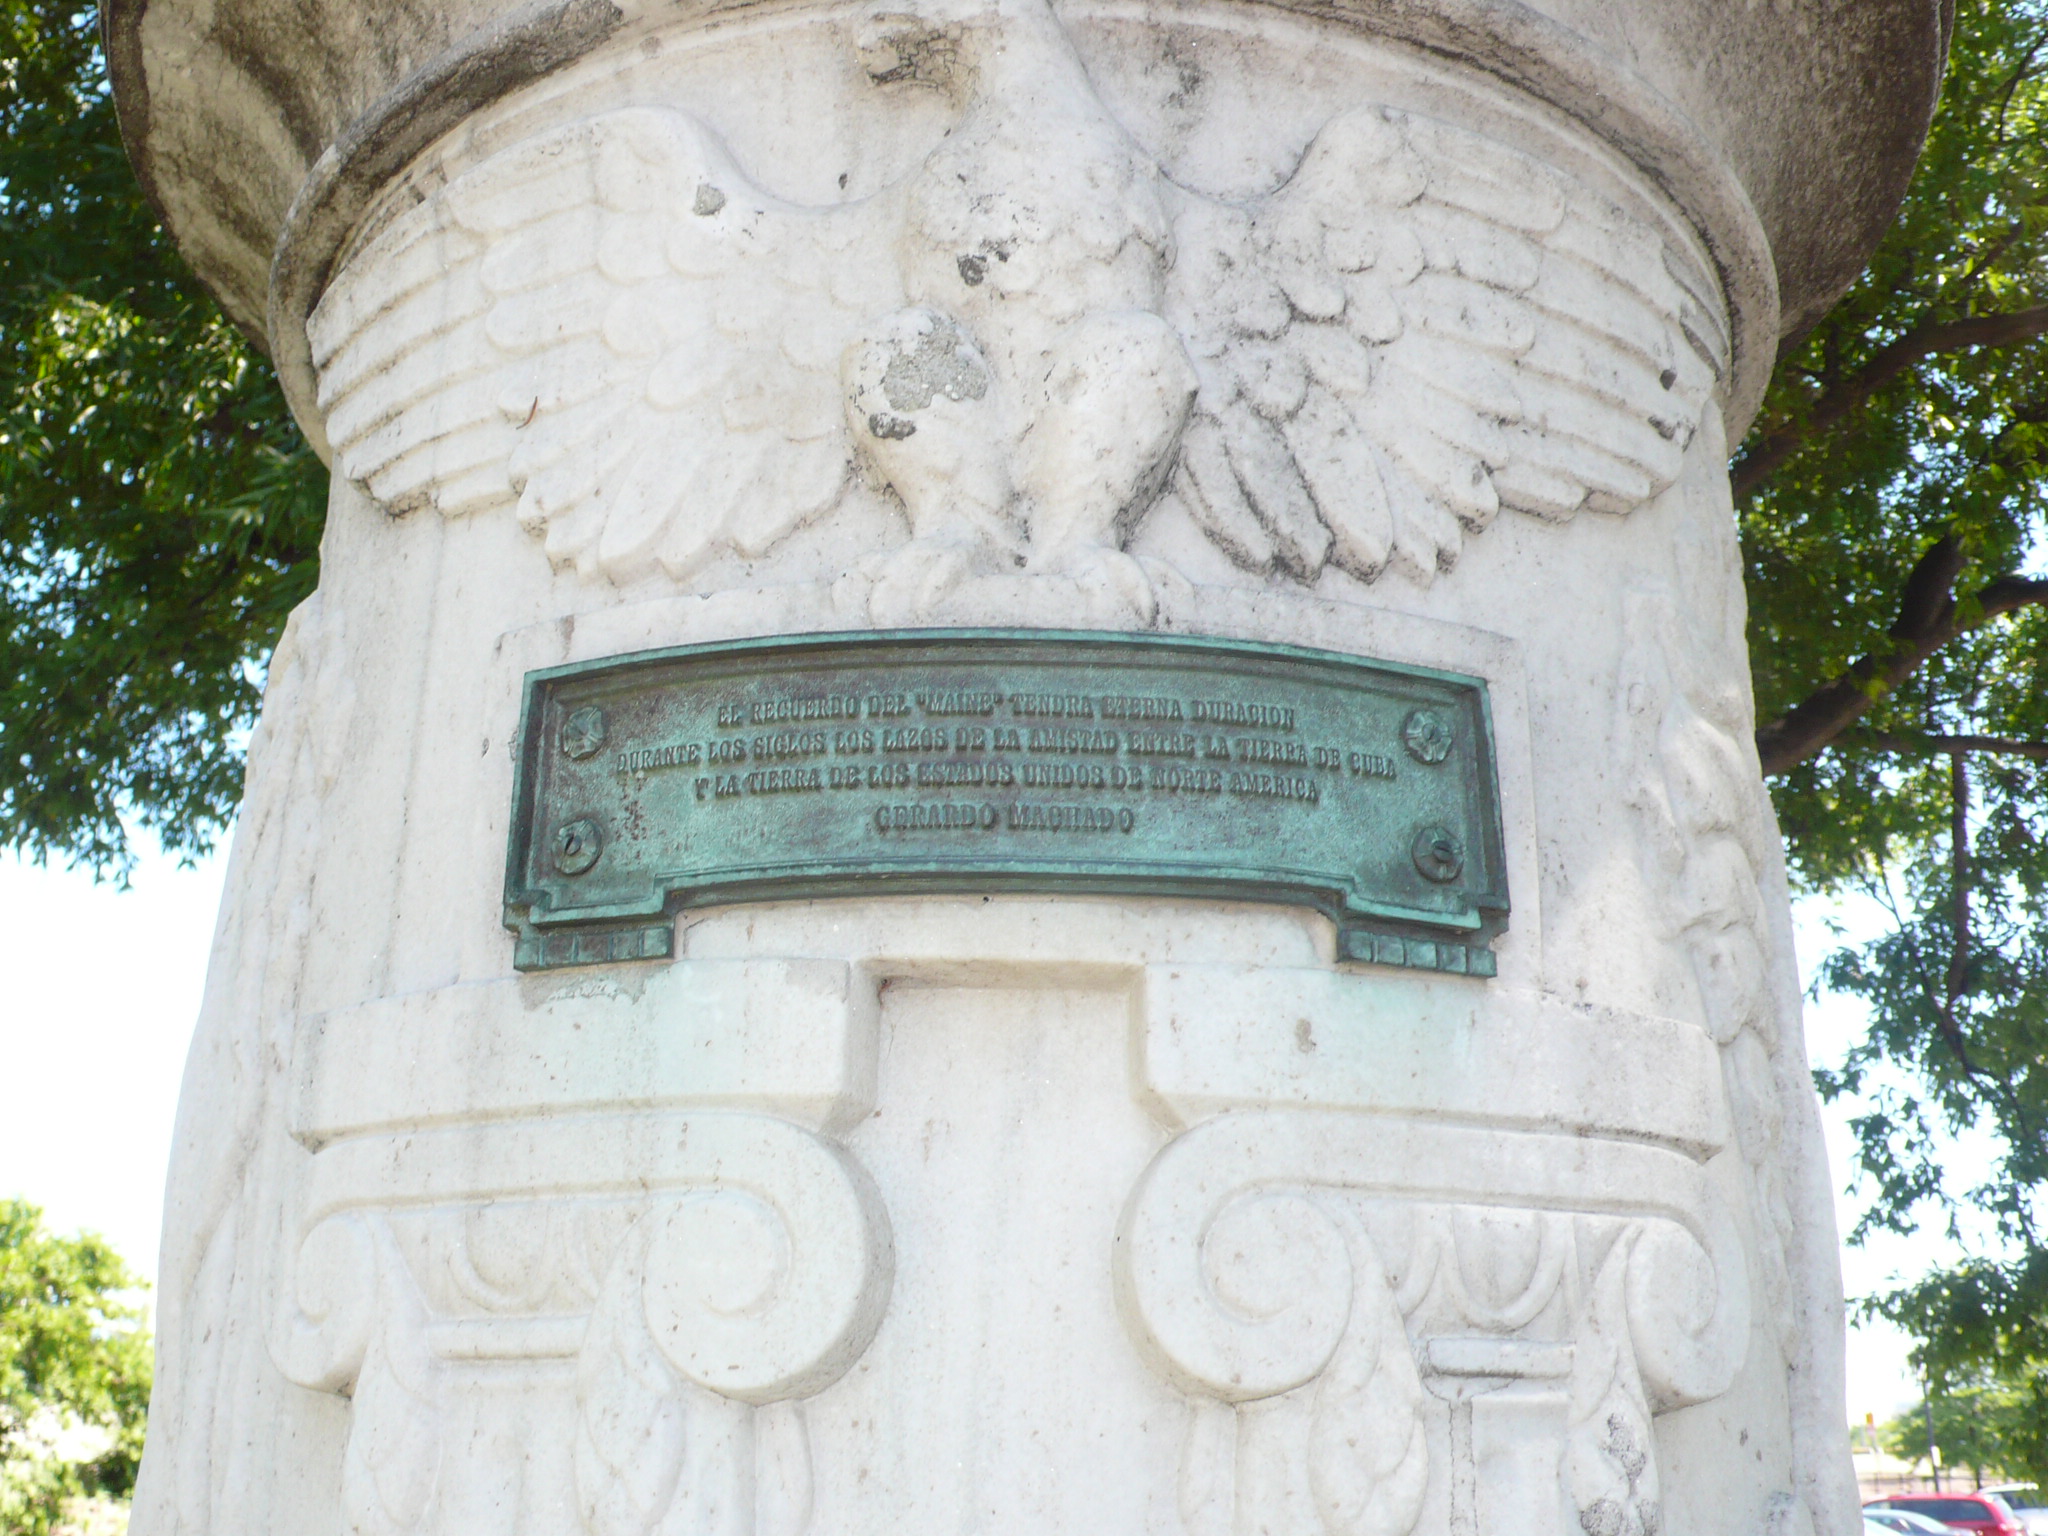 EL RECUERDO DEL "MAINE" TENDRA ETERNA DURACION
DURANTE LOS SIGLOS LOS LAZOS DE LA AMISTAD ENTRE LA TIERRA DE CUBA
Y LA TIERRA DE LOS ESTADOS UNIDOS DE NORTE AMERICA
GERARDO MACHADO